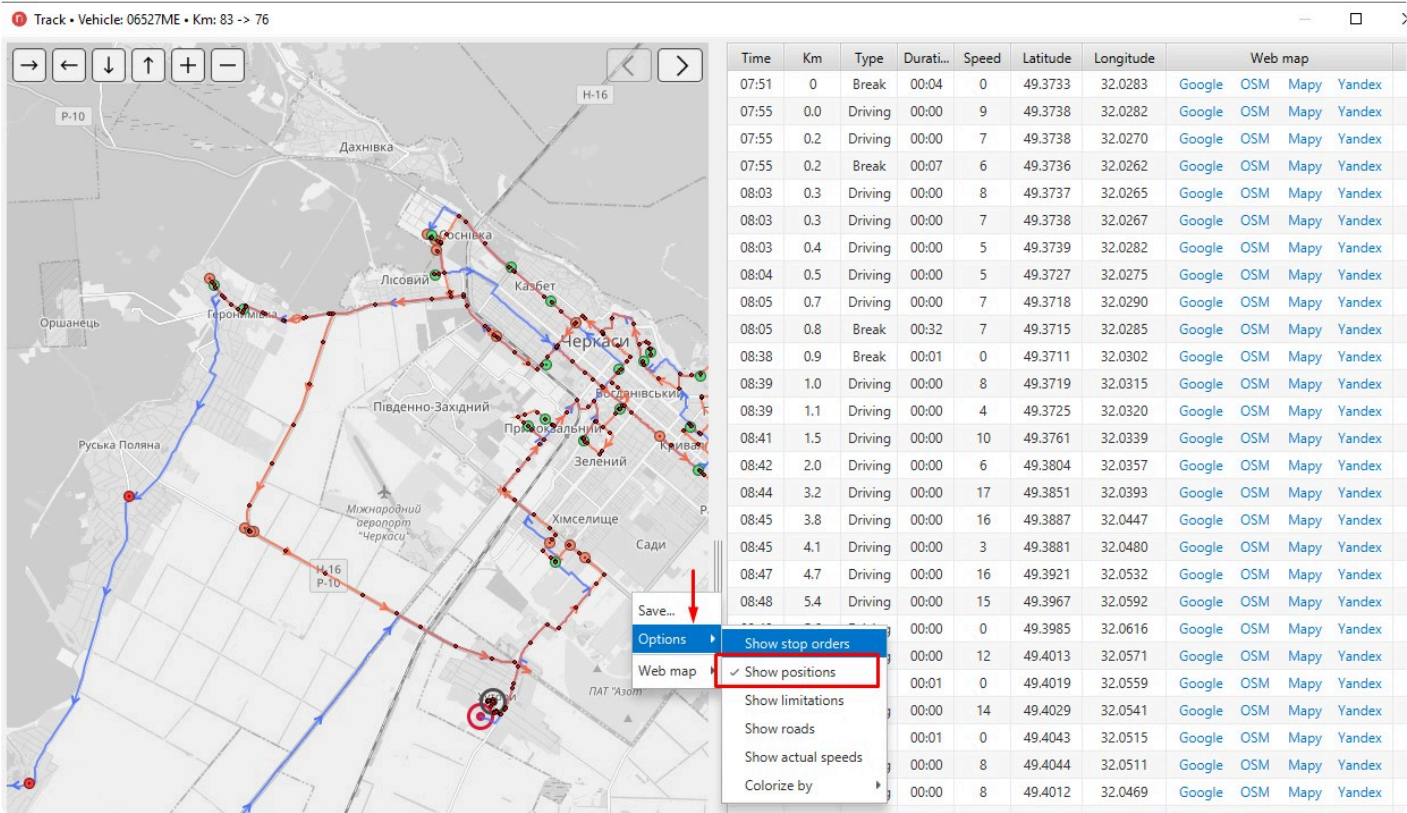 Track • Vehicle: 06527ME • Km: 83 -> 76
Time Km Type Durati... Speed Latitude Longitude Web map
07:51 0 Break 00:04 0 49.3733 32.0283 Google OSM Mapy Yandex
07:55 0.0 Driving 00:00 9 49.3738 32.0282 Google OSM Mapy Yandex
07:55 0.2 Driving 00:00 7 49.3738 32.0270 Google OSM Mapy Yandex
07:55 0.2 Break 00:07 6 49.3736 32.0262 Google OSM Mapy Yandex
08:03 0.3 Driving 00:00 8 49.3737 32.0265 Google OSM Mapy Yandex
08:03 0.3 Driving 00:00 7 49.3738 32.0267 Google OSM Mapy Yandex
08:03 0.4 Driving 00:00 5 49.3739 32.0283 Google OSM Mapy Yandex
08:04 0.5 Driving 00:00 5 49.3727 32.0275 Google OSM Mapy Yandex
08:05 0.7 Driving 00:00 7 49.3718 32.0290 Google OSM Mapy Yandex
08:05 0.8 Break 00:32 7 49.3715 32.0285 Google OSM Mapy Yandex
08:38 0.9 Break 00:01 0 49.3711 32.0302 Google OSM Mapy Yandex
08:39 1.0 Driving 00:00 8 49.3719 32.0315 Google OSM Mapy Yandex
08:39 1.1 Driving 00:00 4 49.3725 32.0320 Google OSM Mapy Yandex
08:41 1.5 Driving 00:00 10 49.3761 32.0339 Google OSM Mapy Yandex
08:42 2.0 Driving 00:00 6 49.3804 32.0357 Google OSM Mapy Yandex
08:44 3.2 Driving 00:00 17 49.3851 32.0393 Google OSM Mapy Yandex
08:45 3.8 Driving 00:00 16 49.3887 32.0447 Google OSM Mapy Yandex
08:45 4.1 Driving 00:00 3 49.3881 32.0480 Google OSM Mapy Yandex
08:47 4.7 Driving 00:00 16 49.3921 32.0532 Google OSM Mapy Yandex
08:48 5.4 Driving 00:00 15 49.3967 32.0592 Google OSM Mapy Yandex
00:00 0 49.3985 32.0616 Google OSM Mapy Yandex
00:00 12 49.4013 32.0571 Google OSM Mapy Yandex
00:01 0 49.4019 32.0559 Google OSM Mapy Yandex
00:00 14 49.4029 32.0541 Google OSM Mapy Yandex
00:01 0 49.4043 32.0515 Google OSM Mapy Yandex
00:00 8 49.4044 32.0511 Google OSM Mapy Yandex
00:00 8 49.4012 32.0469 Google OSM Mapy Yandex
Н-16
Р-10
Дахнівка
Соснівка
Лісовий
Казбет
Геронимівка
Оршанець
Черкаси
Богданівський
Південно-Західний
Руська Поляна
Зелений
Міжнародний
аеропорт
"Черкаси"
Хімселище
Сади
Н-16
Р-10
ПАТ "Азот"
Хутори
Save...
Options
Web map
Show stop orders
Show positions
Show limitations
Show roads
Show actual speeds
Colorize by